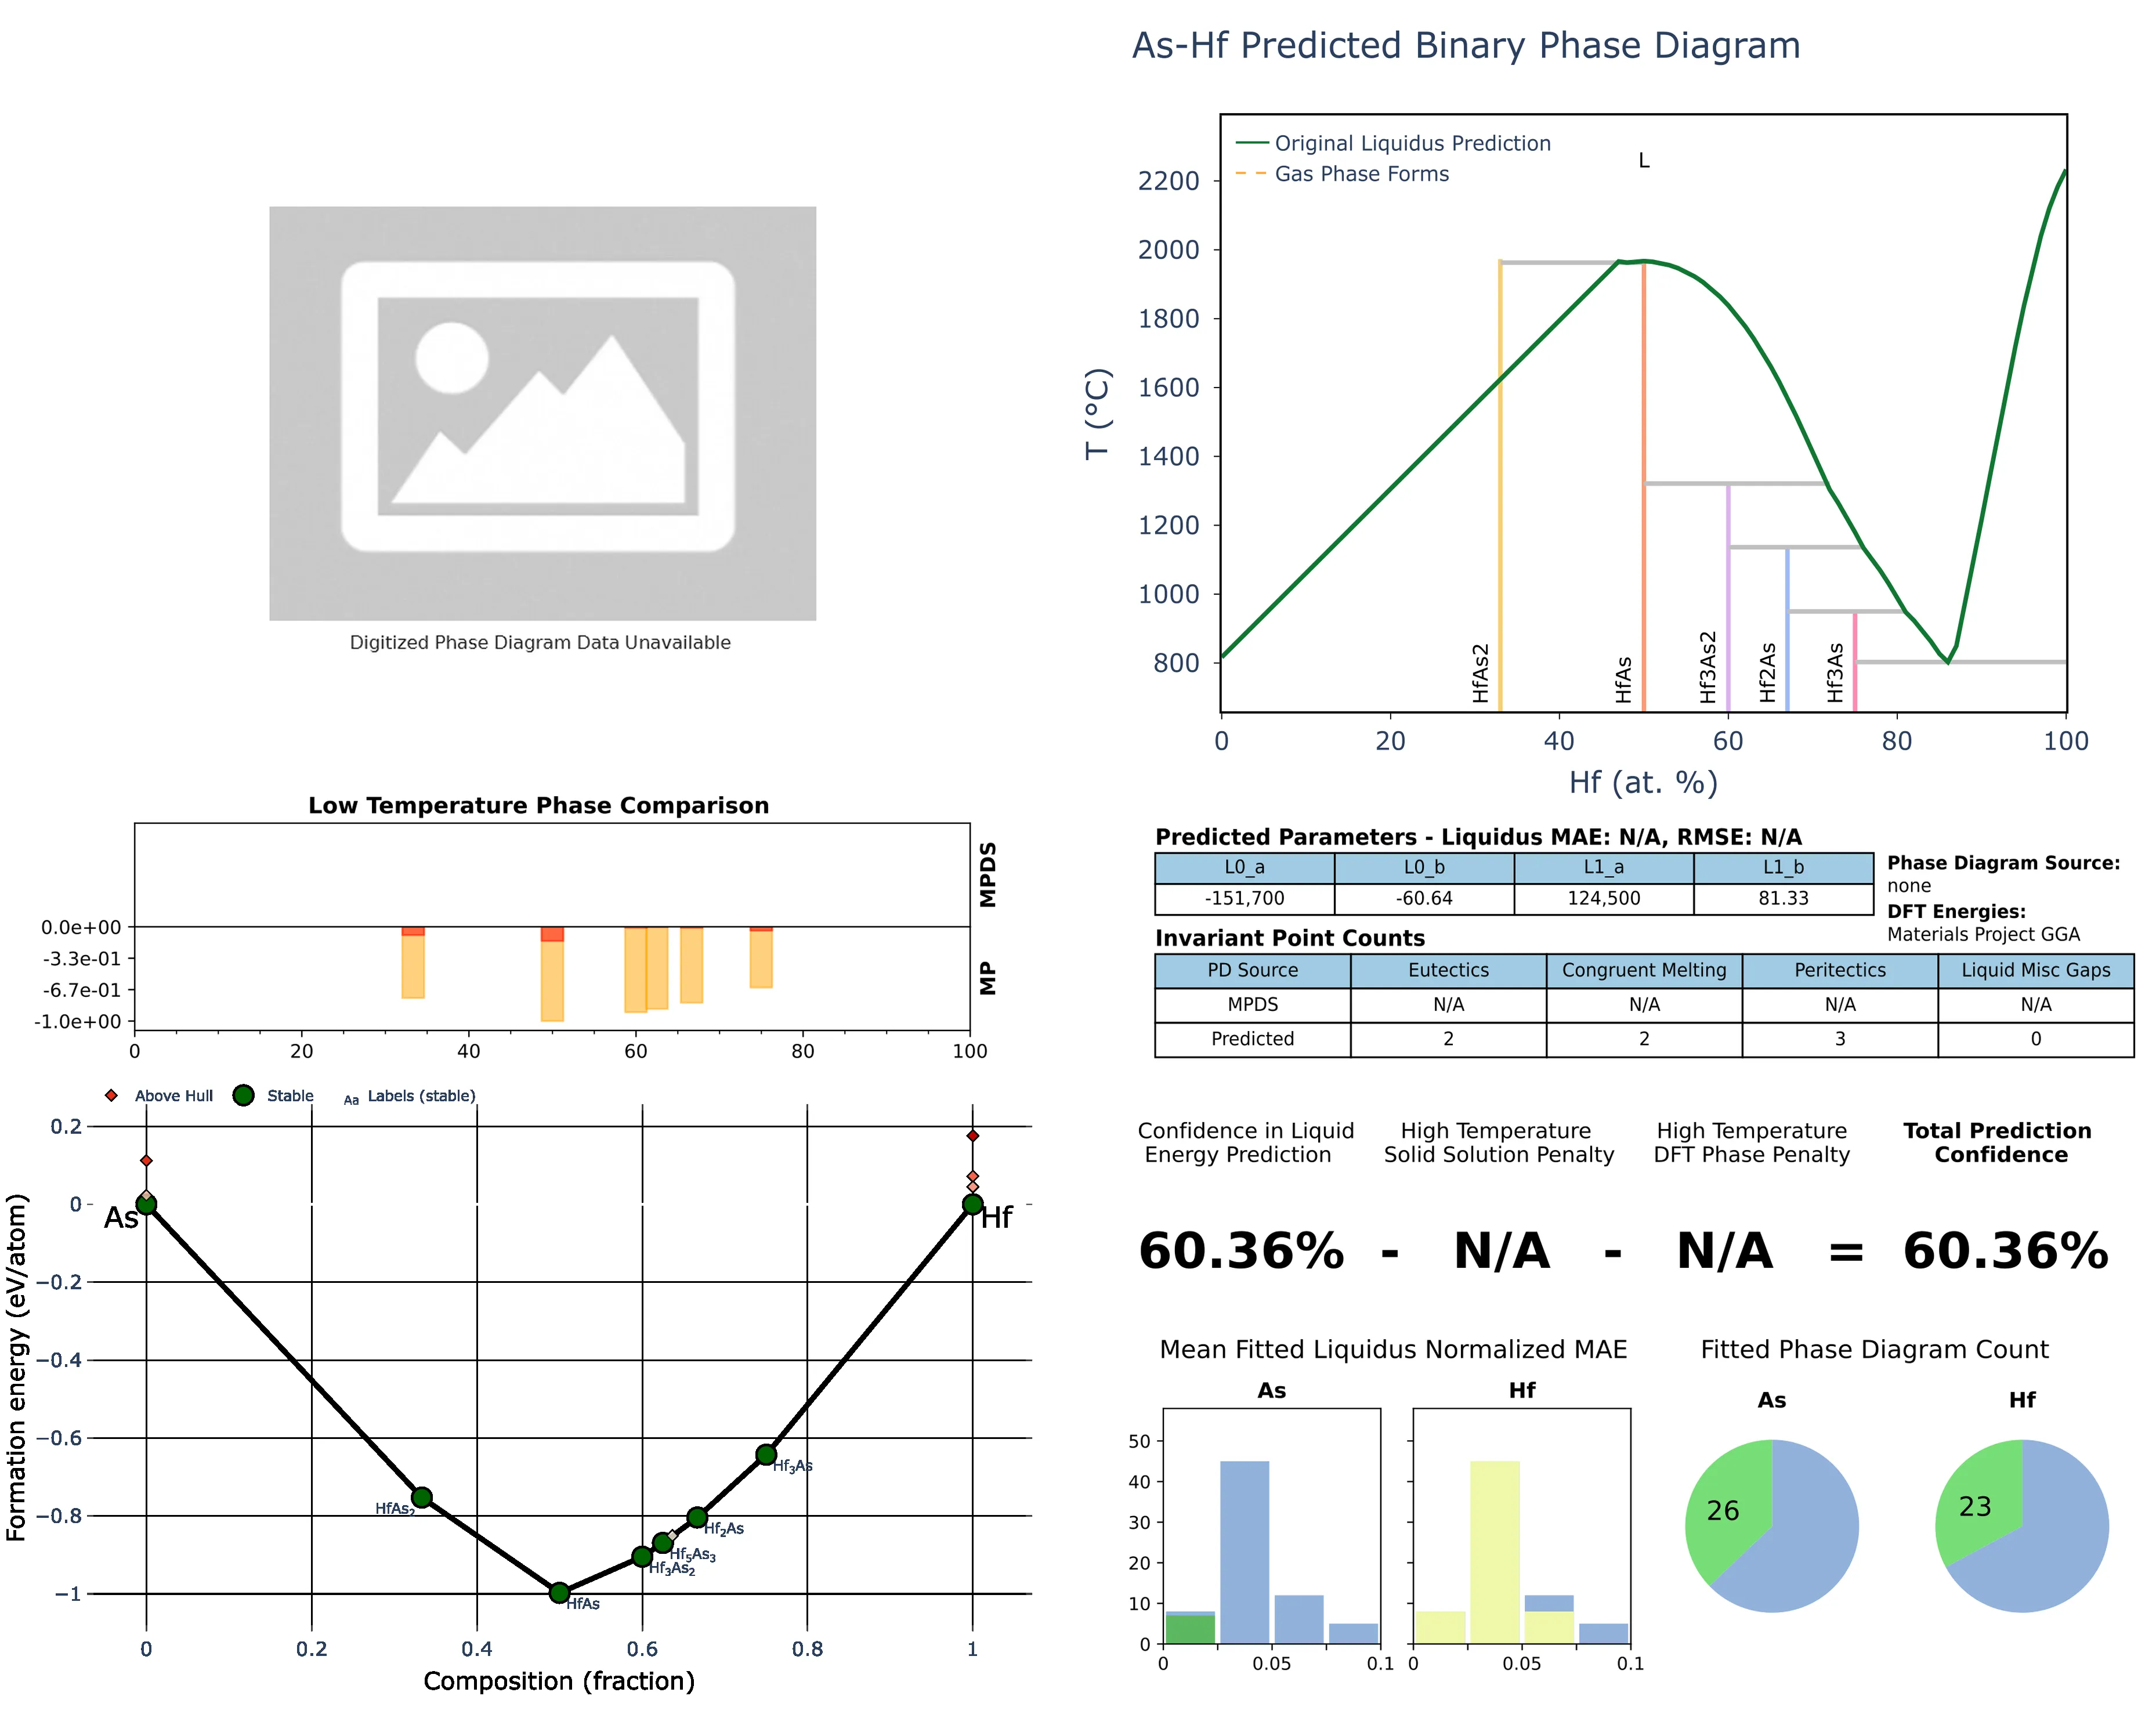 As-Hf Predicted Binary Phase Diagram
Original Liquidus Prediction
Gas Phase Forms
L
2200
2000
1800
1600
1400
1200
1000
800
T (°C)
HfAs2
HfAs
Hf3As2
Hf2As
Hf3As
0 20 40 60 80 100
Hf (at. %)
Digitized Phase Diagram Data Unavailable
Low Temperature Phase Comparison
MPDS
MP
0.0e+00
-3.3e-01
-6.7e-01
-1.0e+00
0 20 40 60 80 100
Predicted Parameters - Liquidus MAE: N/A, RMSE: N/A
L0_a L0_b L1_a L1_b
-151,700 -60.64 124,500 81.33
Phase Diagram Source:
none
DFT Energies:
Materials Project GGA
Invariant Point Counts
PD Source Eutectics Congruent Melting Peritectics Liquid Misc Gaps
MPDS N/A N/A N/A N/A
Predicted 2 2 3 0
Above Hull Stable Aa Labels (stable)
0.2
0
−0.2
−0.4
−0.6
−0.8
−1
Formation energy (eV/atom)
As
Hf
HfAs₂
HfAs
Hf₃As₂
Hf₅As₃
Hf₂As
Hf₃As
0 0.2 0.4 0.6 0.8 1
Composition (fraction)
Confidence in Liquid
Energy Prediction
High Temperature
Solid Solution Penalty
High Temperature
DFT Phase Penalty
Total Prediction
Confidence
60.36% - N/A - N/A = 60.36%
Mean Fitted Liquidus Normalized MAE
As
Hf
50
40
30
20
10
0
0 0.05 0.1
0 0.05 0.1
Fitted Phase Diagram Count
As
Hf
26
23